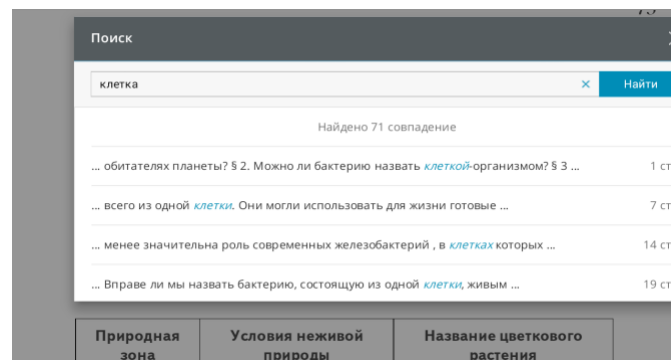 Поиск
клетка
Найти
Найдено 71 совпадение
... обитателях планеты? § 2. Можно ли бактерию назвать клеткой-организмом? § 3 ... 1 ст
... всего из одной клетки. Они могли использовать для жизни готовые ... 7 ст
... менее значительна роль современных железобактерий , в клетках которых ... 14 ст
... Вправе ли мы назвать бактерию, состоящую из одной клетки, живым ... 19 ст
Природная Условия неживой Название цветкового
зона природы растения